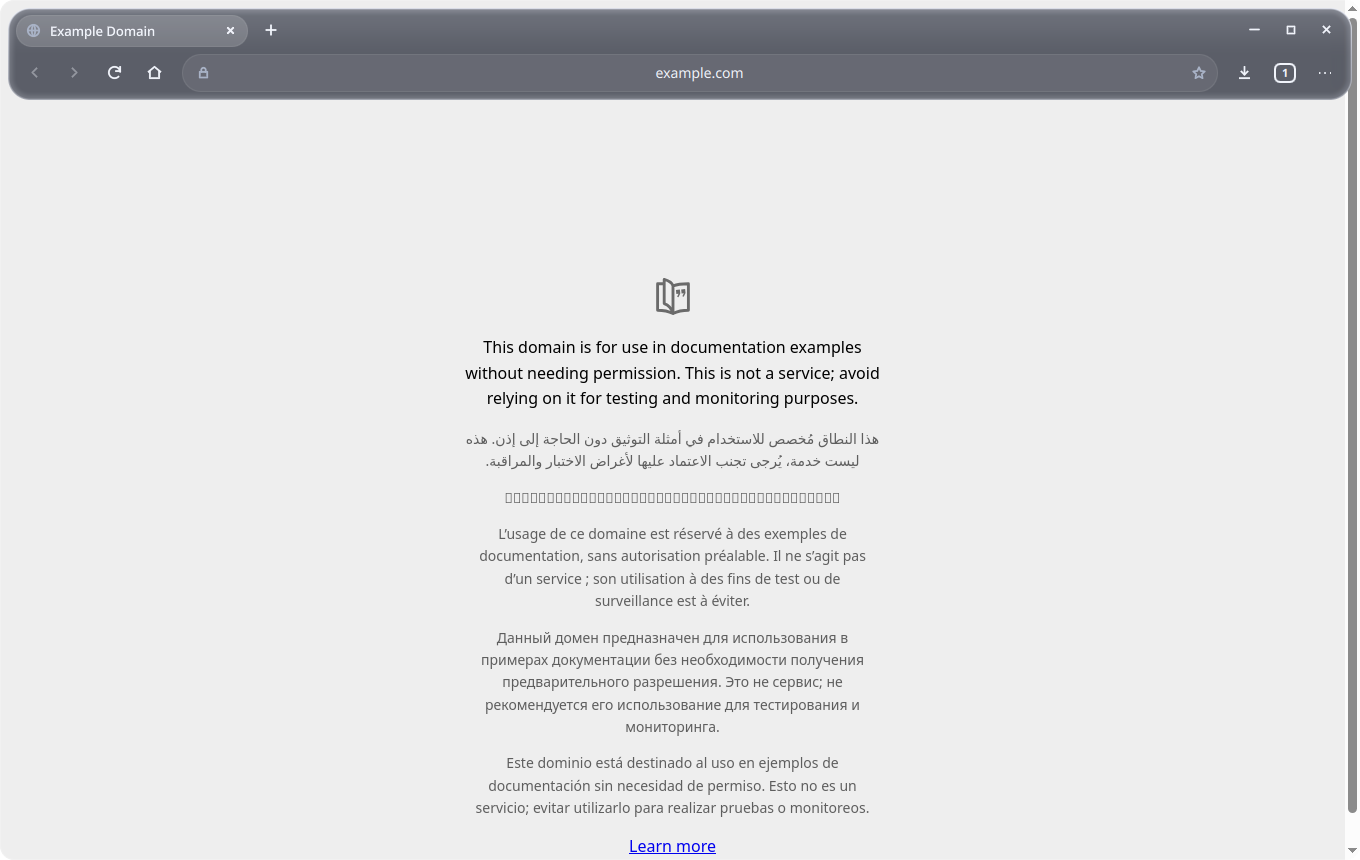 Example Domain
example.com
1
This domain is for use in documentation examples
without needing permission. This is not a service; avoid
relying on it for testing and monitoring purposes.
هذا النطاق مُخصص للاستخدام في أمثلة التوثيق دون الحاجة إلى إذن. هذه
ليست خدمة، يُرجى تجنب الاعتماد عليها لأغراض الاختبار والمراقبة.
L’usage de ce domaine est réservé à des exemples de
documentation, sans autorisation préalable. Il ne s’agit pas
d’un service ; son utilisation à des fins de test ou de
surveillance est à éviter.
Данный домен предназначен для использования в
примерах документации без необходимости получения
предварительного разрешения. Это не сервис; не
рекомендуется его использование для тестирования и
мониторинга.
Este dominio está destinado al uso en ejemplos de
documentación sin necesidad de permiso. Esto no es un
servicio; evitar utilizarlo para realizar pruebas o monitoreos.
Learn more